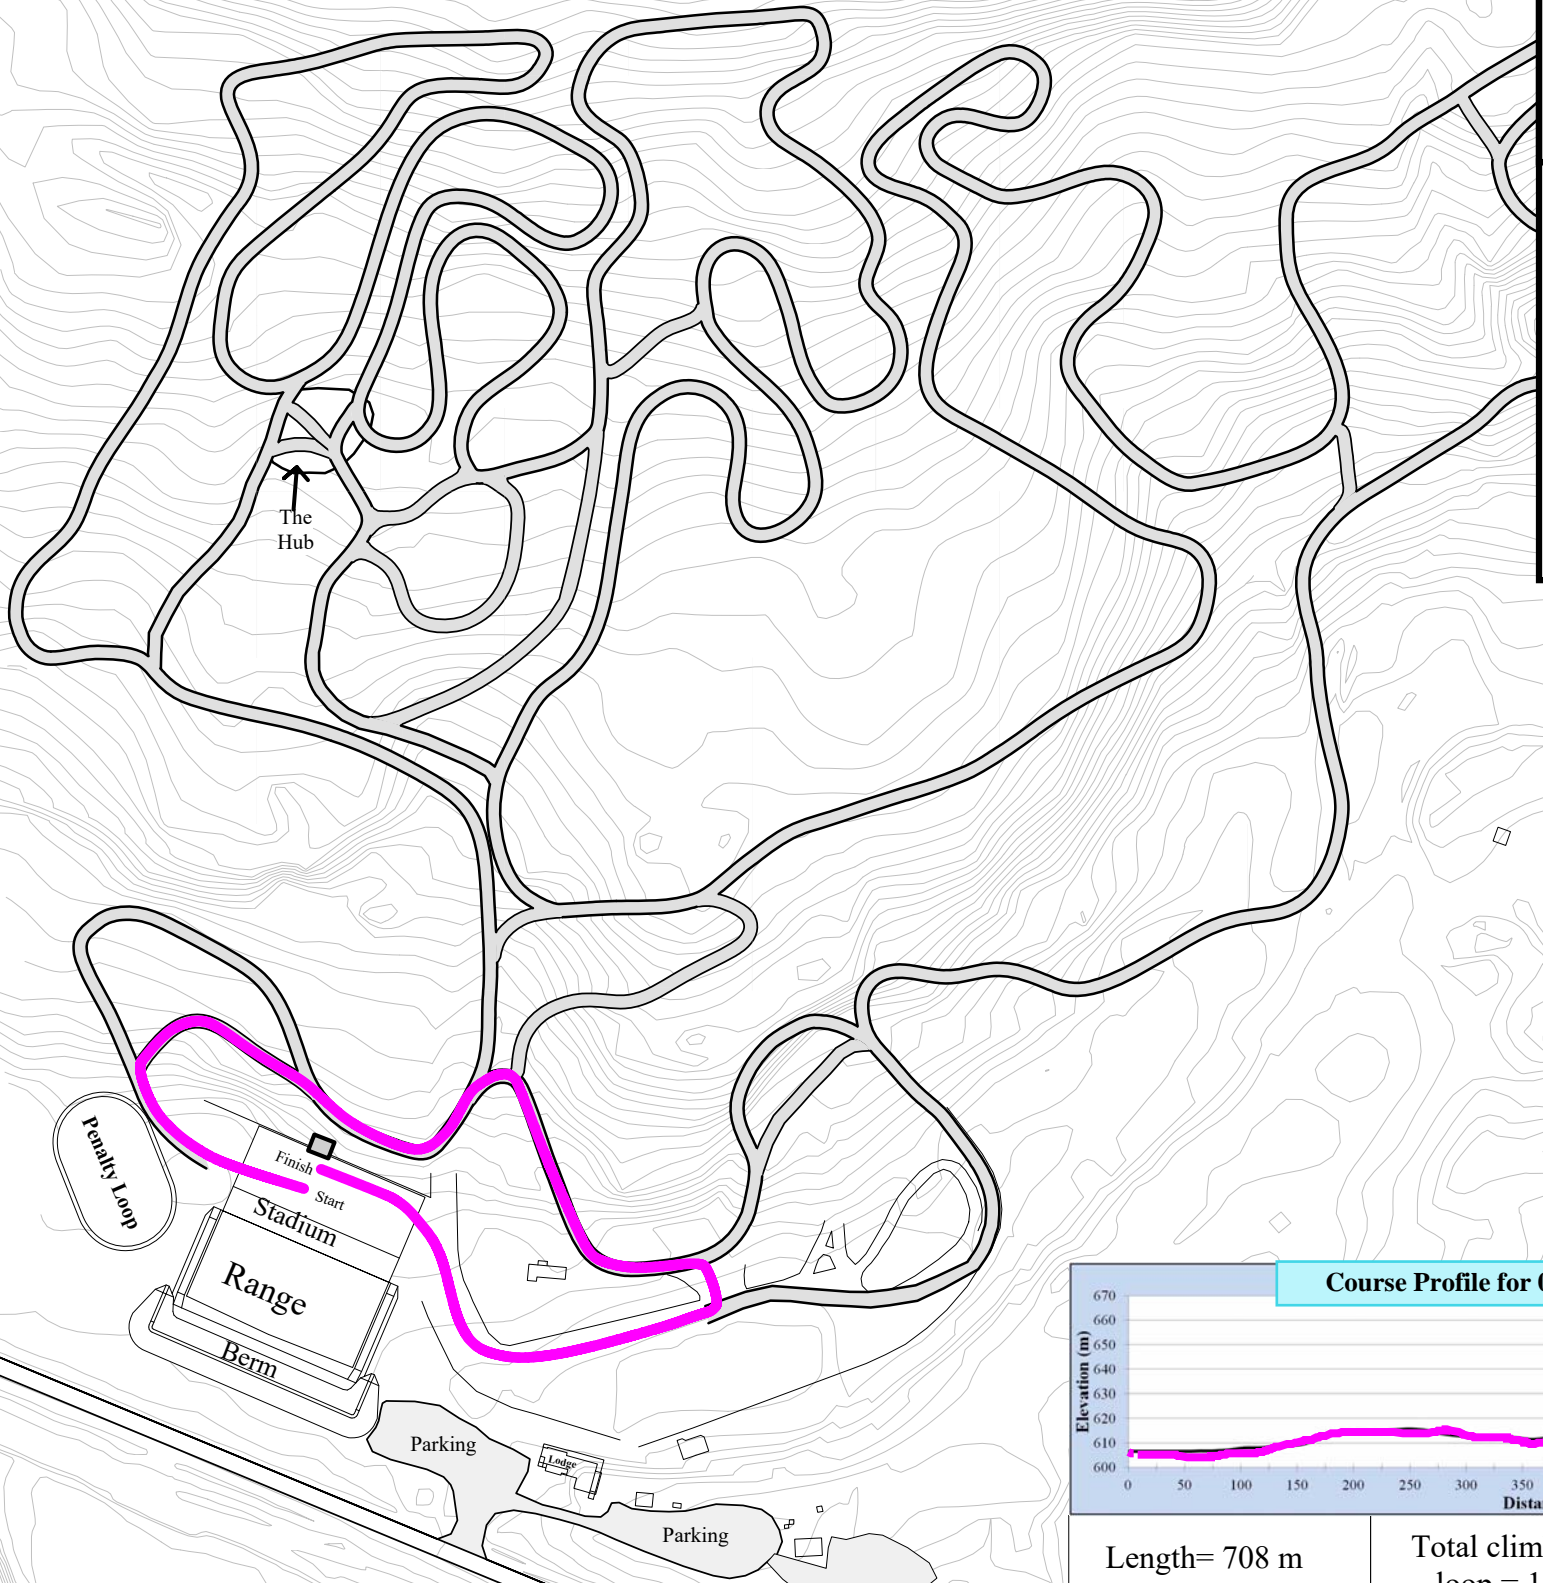 The
Hub
Penalty Loop
Finish
Start
Stadium
Range
Berm
Parking
Lodge
Parking
Course Profile for
670
660
650
640
630
620
610
600
Elevation (m)
0 50 100 150 200 250 300 350
Length= 708 m
Total